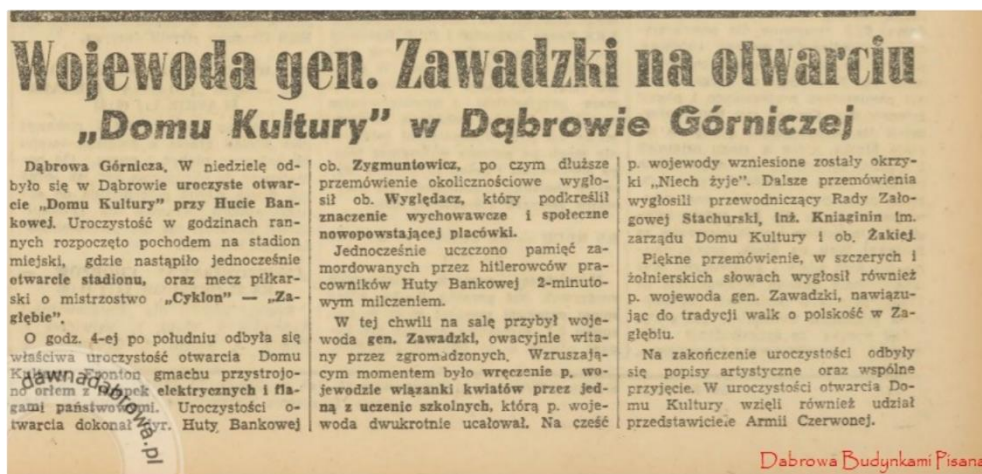 Wojewoda gen. Zawadzki na otwarciu
„Domu Kultury” w Dąbrowie Górniczej
Dąbrowa Górnicza. W niedzielę od-
było się w Dąbrowie uroczyste otwar-
cie „Domu Kultury” przy Hucie Ban-
kowej. Uroczystość w godzinach ran-
nych rozpoczęto pochodem na stadion
miejski, gdzie nastąpiło jednocześnie
otwarcie stadionu, oraz mecz piłkar-
ski o mistrzostwo „Cyklon” — „Za-
głębie”.
O godz. 4-ej po południu odbyła się
właściwa uroczystość otwarcia Domu
Kultury. Fronton gmachu przystrojo-
no orłem z lampek elektrycznych i fla-
gami państwowymi. Uroczystości o-
twarcia dokonał dyr. Huty Bankowej
ob. Zygmuntowicz, po czym dłuższe
przemówienie okolicznościowe wygło-
sił ob. Wyględacz, który podkreślił
znaczenie wychowawcze i społeczne
nowopowstającej placówki.
Jednocześnie uczczono pamięć za-
mordowanych przez hitlerowców pra-
cowników Huty Bankowej 2-minuto-
wym milczeniem.
W tej chwili na salę przybył woje-
woda gen. Zawadzki, owacyjnie wita-
ny przez zgromadzonych. Wzruszają-
cym momentem było wręczenie p. wo-
jewodzie wiązanki kwiatów przez jed-
ną z uczenic szkolnych, którą p. woje-
woda dwukrotnie ucałował. Na cześć
p. wojewody wzniesione zostały okrzy-
ki „Niech żyje”. Dalsze przemówienia
wygłosili przewodniczący Rady Zało-
gowej Stachurski, inż. Kniaginin im.
zarządu Domu Kultury i ob. Żakiej.
Piękne przemówienie, w szczerych i
żołnierskich słowach wygłosił również
p. wojewoda gen. Zawadzki, nawiązu-
jąc do tradycji walk o polskość w Za-
głębiu.
Na zakończenie uroczystości odbyły
się popisy artystyczne oraz wspólne
przyjęcie. W uroczystości otwarcia Do-
mu Kultury wzięli również udział
przedstawiciele Armii Czerwonej.
dawnadabrowa.pl
Dabrowa Budynkami Pisana